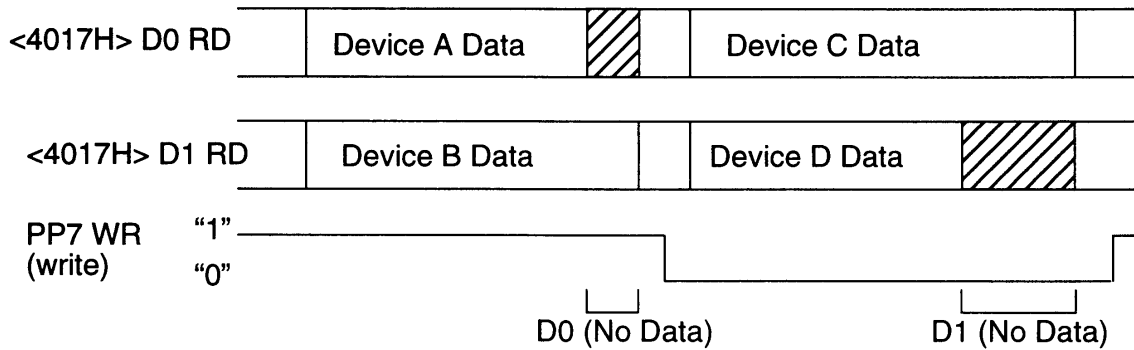 <4017H> D0 RD
Device A Data
Device C Data
<4017H> D1 RD
Device B Data
Device D Data
PP7 WR “1”
(write) “0”
D0 (No Data)
D1 (No Data)